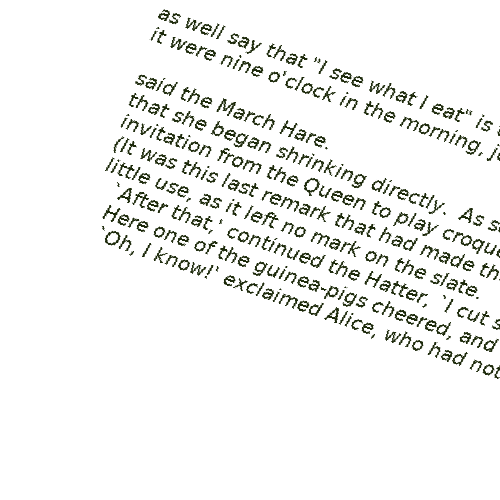 as well say that "I see what I eat" is
it were nine o'clock in the morning,

said the March Hare.
that she began shrinking directly.  As
invitation from the Queen to play
(It was this last remark that had made
little use, as it left no mark on the slate.
`After that,' continued the Hatter, `I cut
Here one of the guinea-pigs cheered, and
`Oh, I know!' exclaimed Alice, who had not